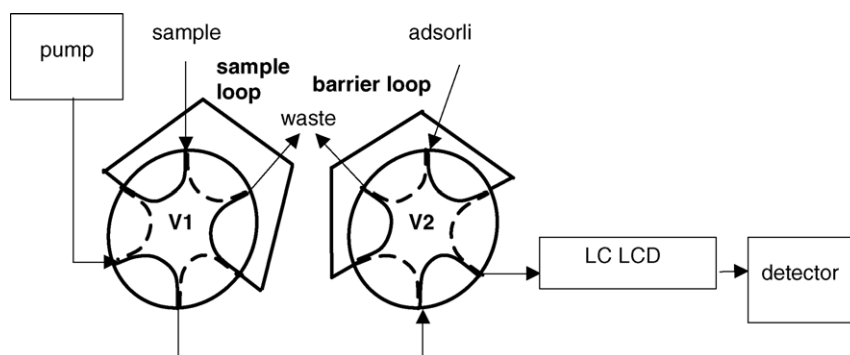 pump
sample
adsorli
sample
loop
barrier loop
waste
V1
V2
LC LCD
detector